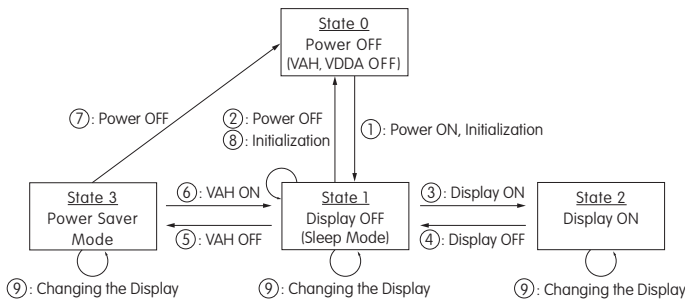 State 0
Power OFF
(VAH, VDDA OFF)
⑦: Power OFF
②: Power OFF
⑧: Initialization
①: Power ON, Initialization
State 3
Power Saver
Mode
⑥: VAH ON
⑤: VAH OFF
State 1
Display OFF
(Sleep Mode)
③: Display ON
④: Display OFF
State 2
Display ON
⑨: Changing the Display
⑨: Changing the Display
⑨: Changing the Display